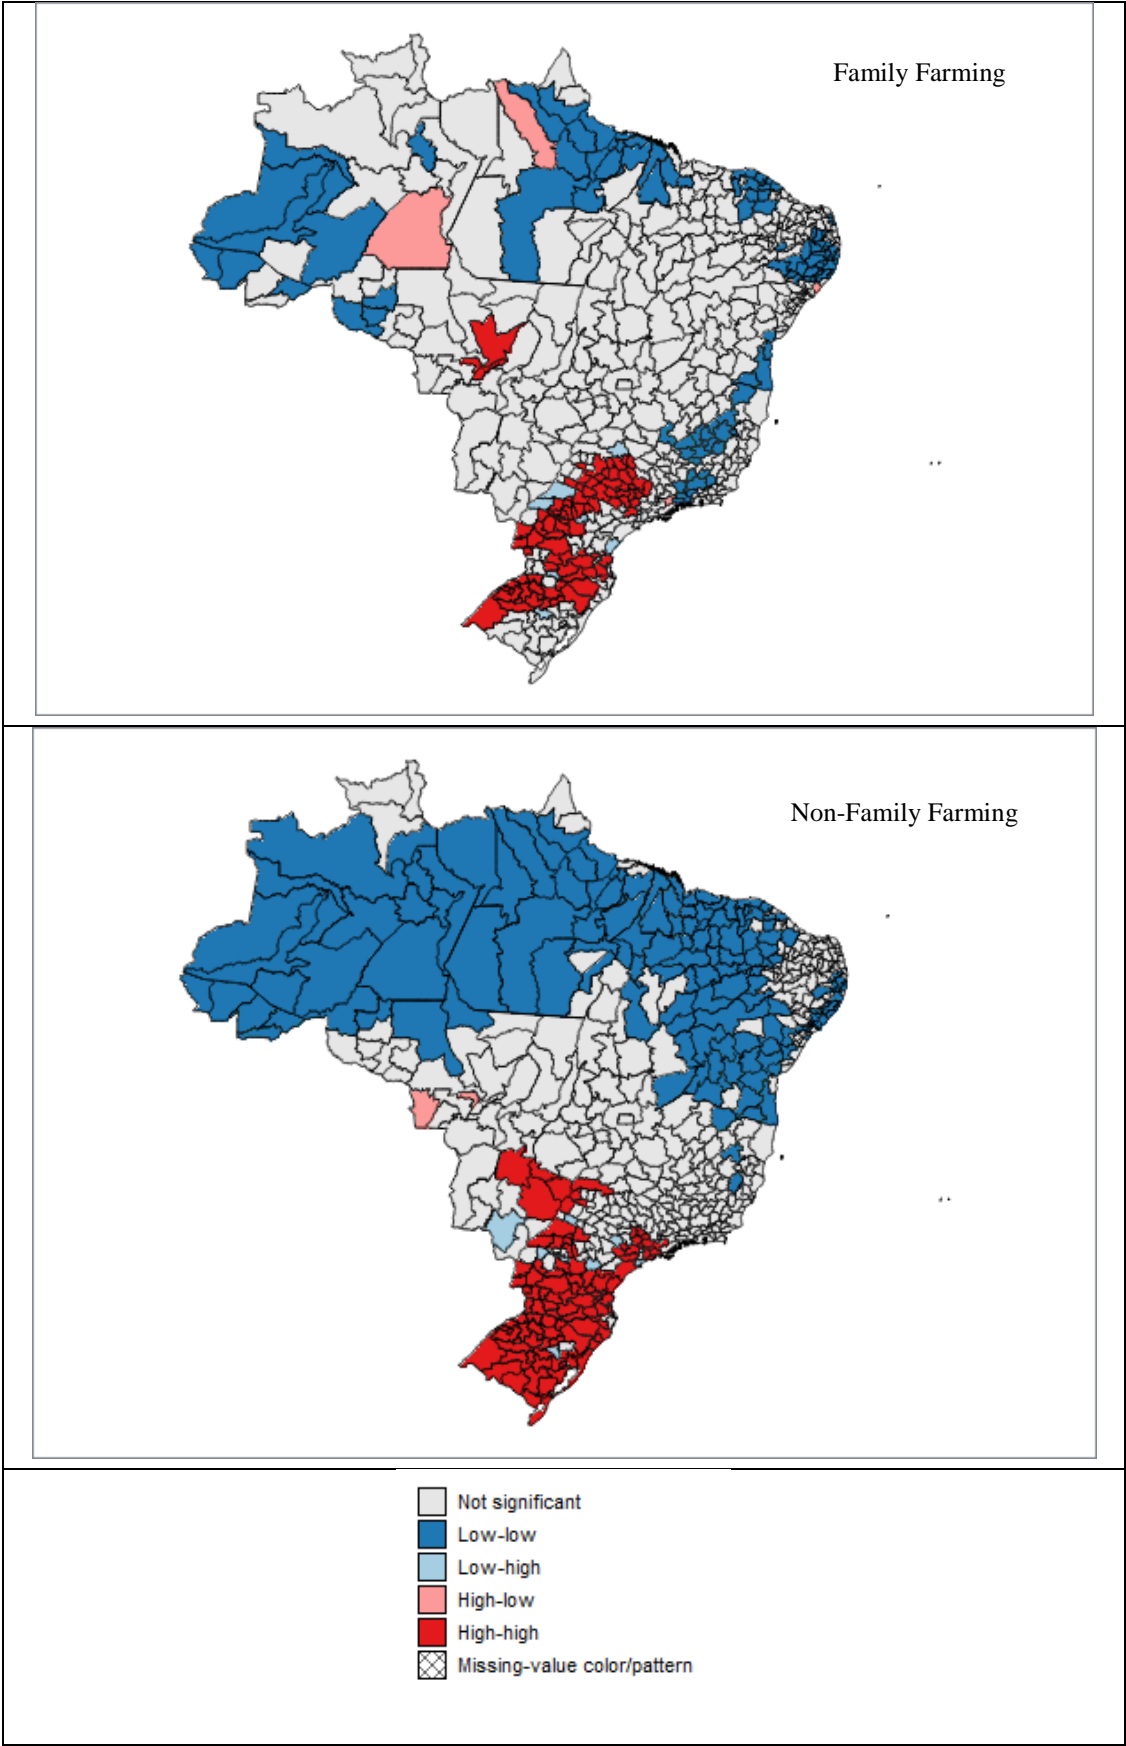 Family Farming
Non-Family Farming
Not significant
Low-low
Low-high
High-low
High-high
Missing-value color/pattern